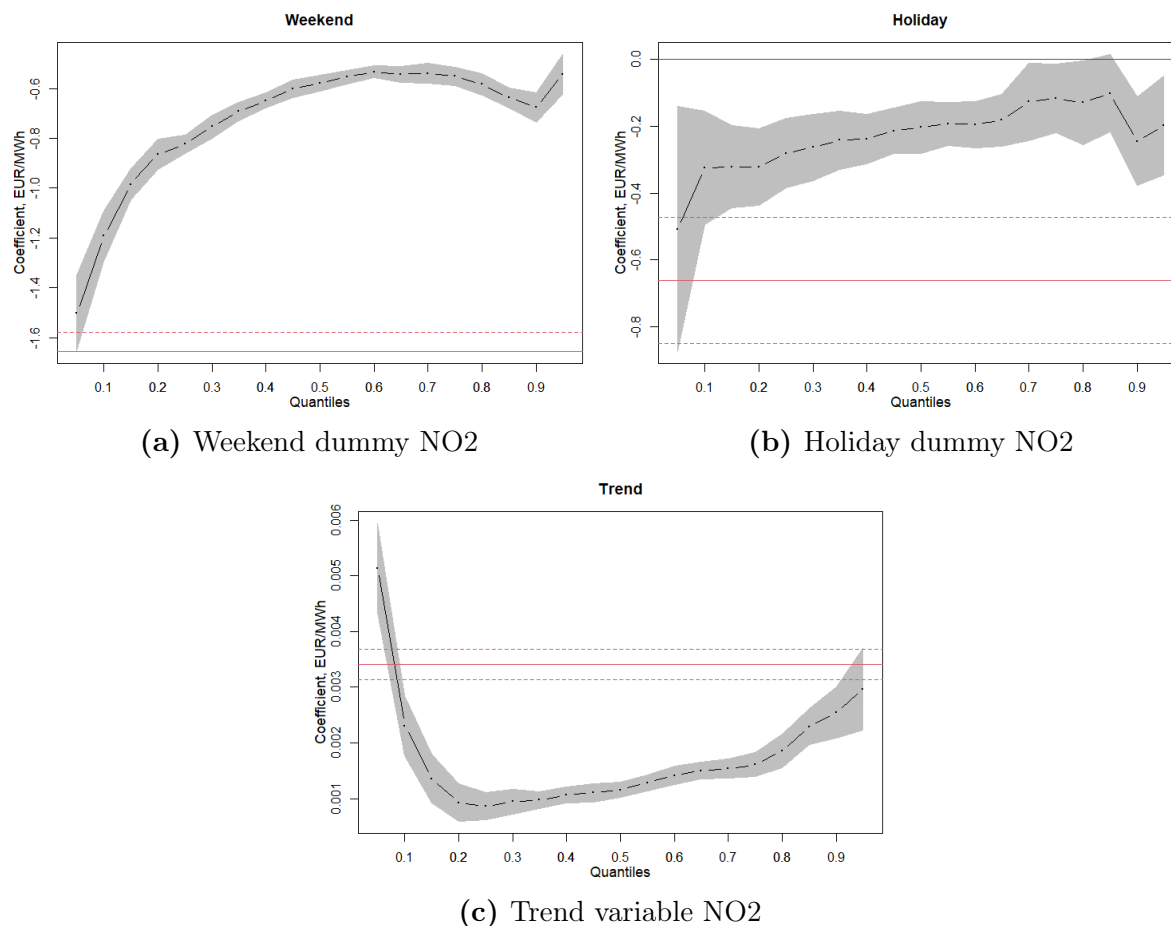 Weekend
Coefficient, EUR/MWh
-0.6
-0.8
-1.0
-1.2
-1.4
-1.6
0.1 0.2 0.3 0.4 0.5 0.6 0.7 0.8 0.9
Quantiles
(a) Weekend dummy NO2
Holiday
Coefficient, EUR/MWh
0.0
-0.2
-0.4
-0.6
-0.8
0.1 0.2 0.3 0.4 0.5 0.6 0.7 0.8 0.9
Quantiles
(b) Holiday dummy NO2
Trend
Coefficient, EUR/MWh
0.006
0.005
0.004
0.003
0.002
0.001
0.1 0.2 0.3 0.4 0.5 0.6 0.7 0.8 0.9
Quantiles
(c) Trend variable NO2